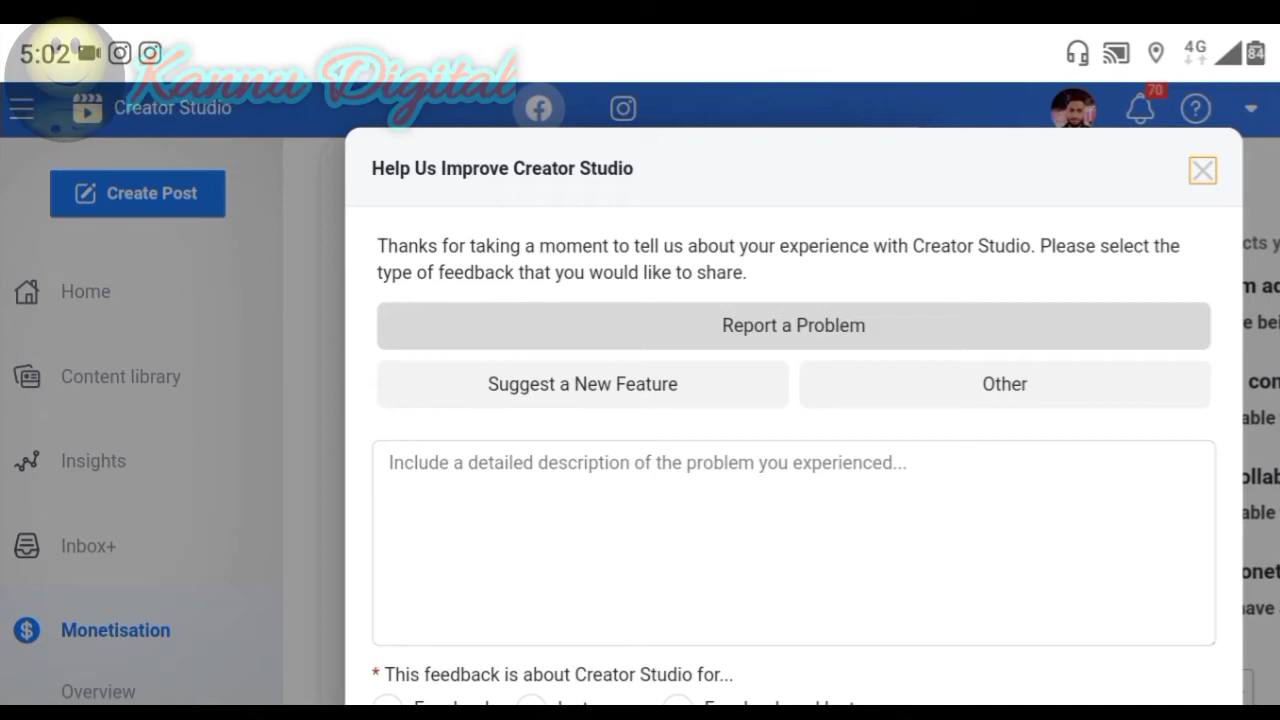 5:02
4G
84
Kannu Digital
Creator Studio
70
Help Us Improve Creator Studio
Create Post
Thanks for taking a moment to tell us about your experience with Creator Studio. Please select the
type of feedback that you would like to share.
Report a Problem
Suggest a New Feature
Other
Home
Content library
Insights
Inbox+
Monetisation
Overview
Include a detailed description of the problem you experienced...
* This feedback is about Creator Studio for...